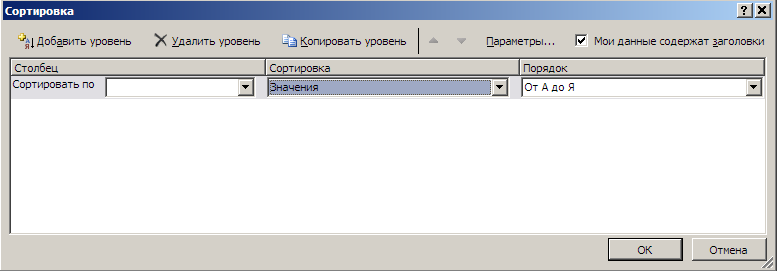 Сортировка
Добавить уровень Удалить уровень Копировать уровень Параметры... Мои данные содержат заголовки
Столбец Сортировка Порядок
Сортировать по Значения От А до Я
ОК Отмена